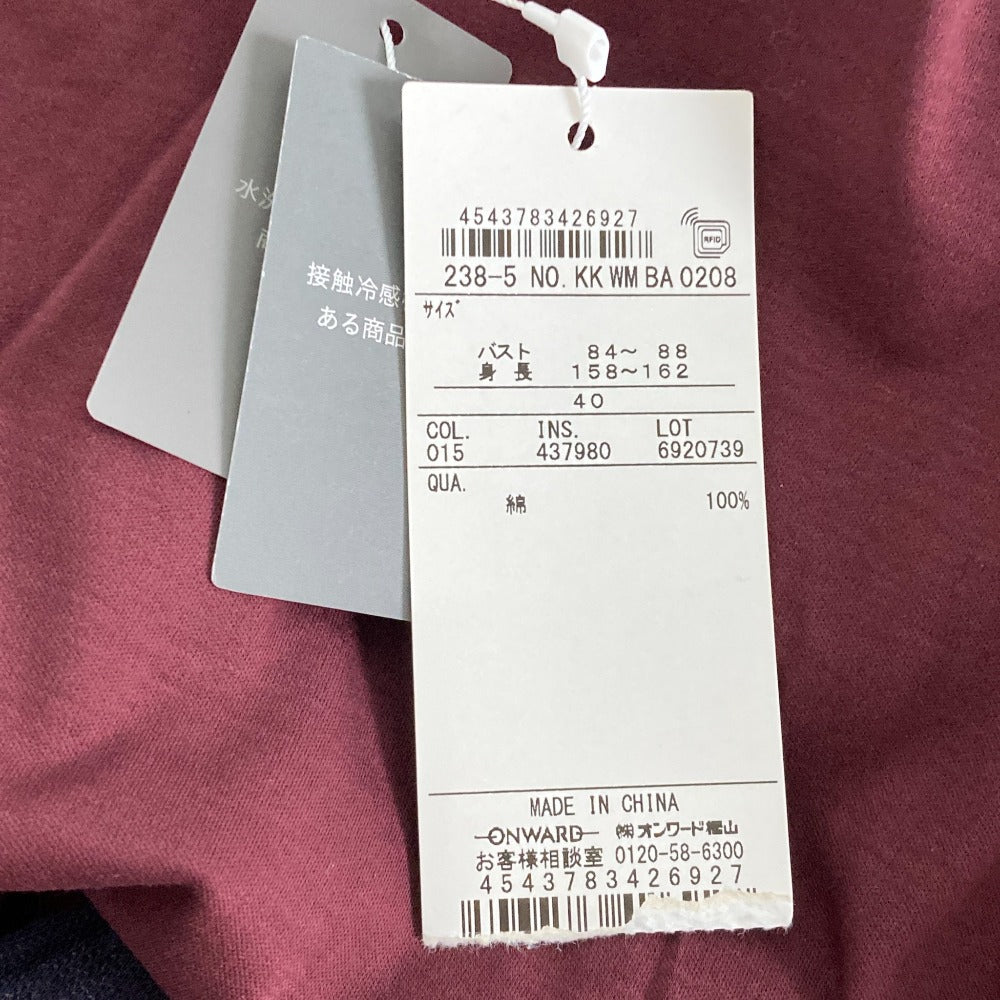 水洗
接触冷感
ある商品
4543783426927
RFID
238-5 NO. KK WM BA 0208
サイズ
バスト 84～ 88
身長 158～162
40
COL. INS. LOT
015 437980 6920739
QUA.
綿 100%
MADE IN CHINA
ONWARD ㈱オンワード樫山
お客様相談室 0120-58-6300
4543783426927